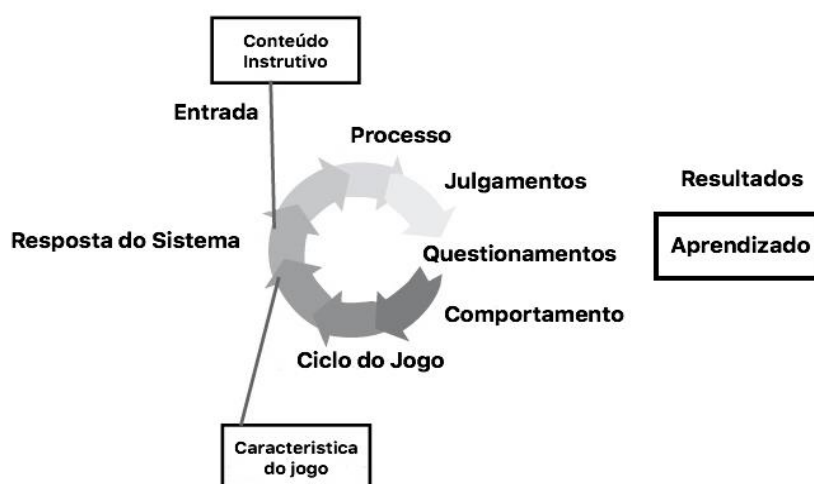 Conteúdo
Instrutivo
Entrada
Processo
Julgamentos
Resultados
Resposta do Sistema
Questionamentos
Aprendizado
Comportamento
Ciclo do Jogo
Caracteristica
do jogo